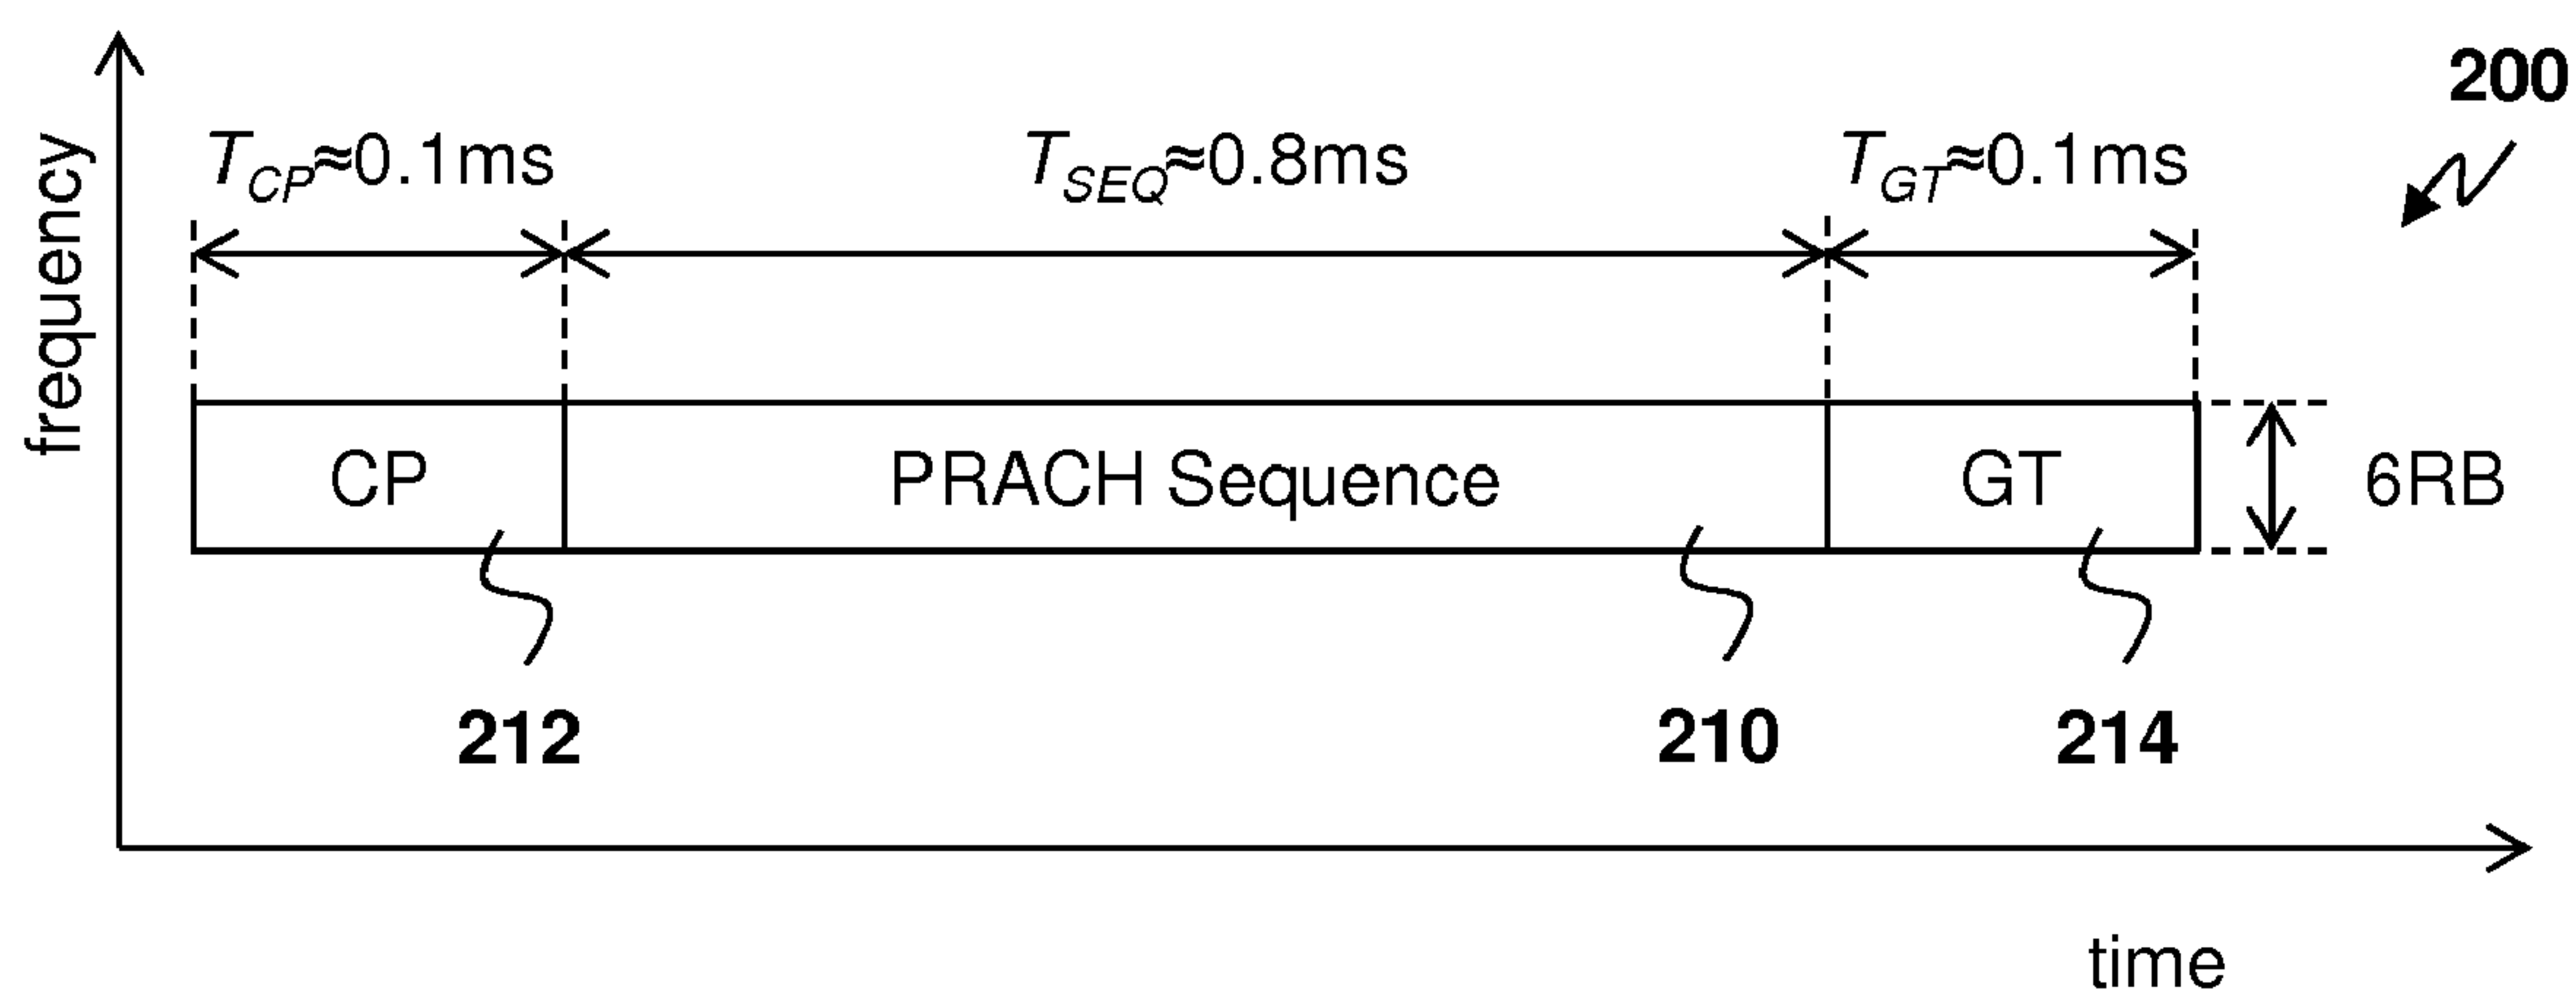 200
frequency
T_CP≈0.1ms
T_SEQ≈0.8ms
T_GT≈0.1ms
CP
PRACH Sequence
GT
6RB
212
210
214
time